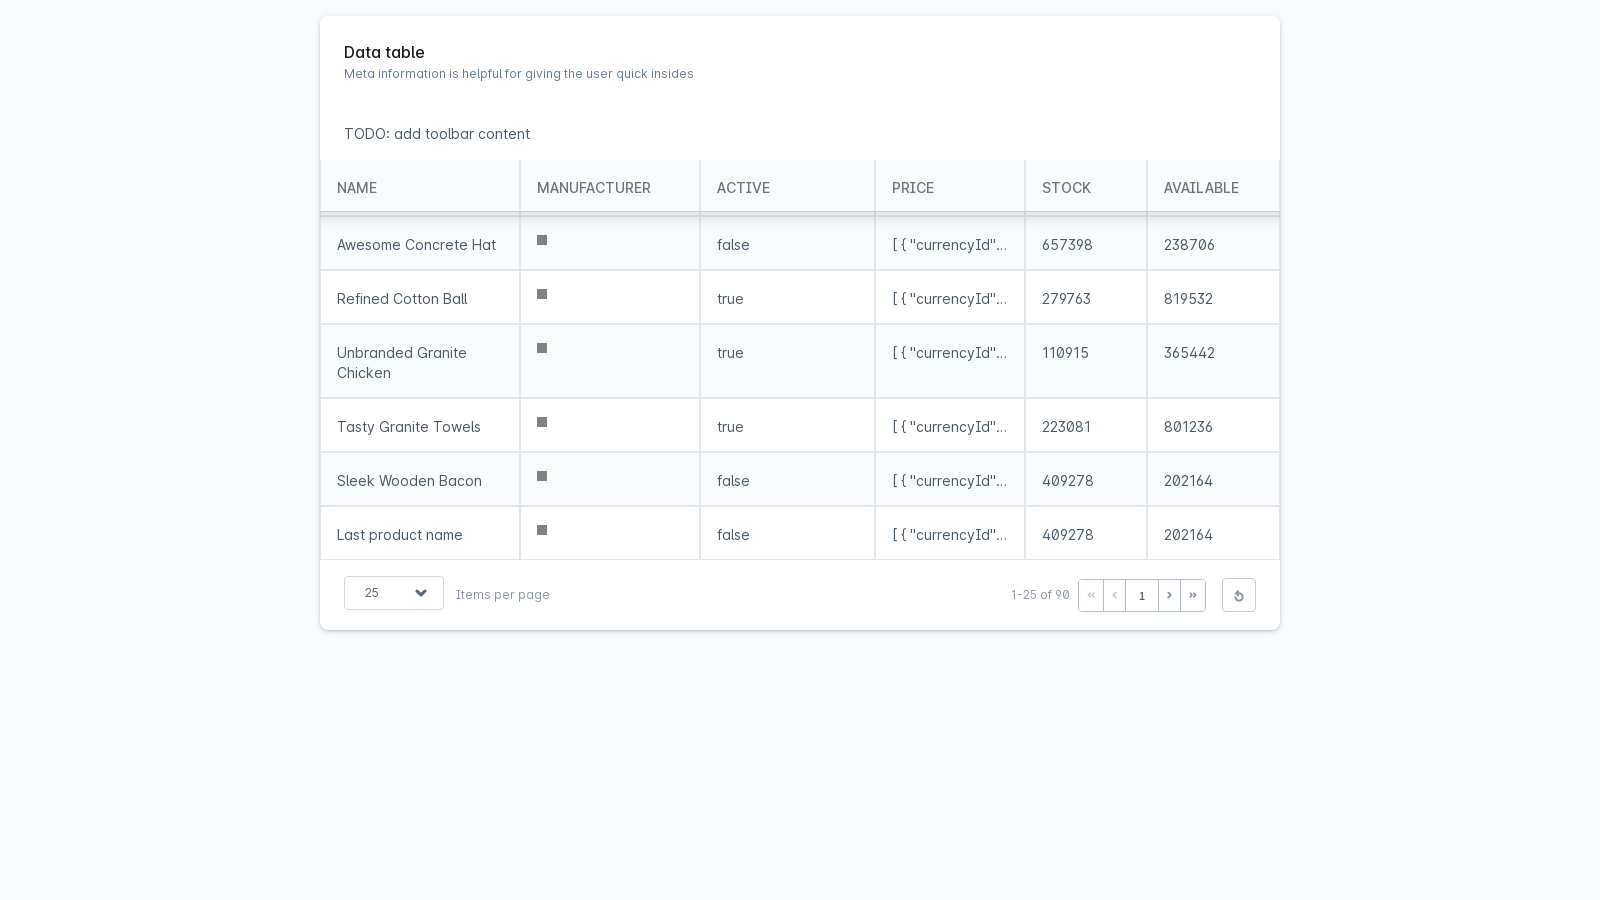 Data table
Meta information is helpful for giving the user quick insides
TODO: add toolbar content
NAME MANUFACTURER ACTIVE PRICE STOCK AVAILABLE
Awesome Concrete Hat false [ { "currencyId"... 657398 238706
Refined Cotton Ball true [ { "currencyId"... 279763 819532
Unbranded Granite true [ { "currencyId"... 110915 365442
Chicken
Tasty Granite Towels true [ { "currencyId"... 223081 801236
Sleek Wooden Bacon false [ { "currencyId"... 409278 202164
Last product name false [ { "currencyId"... 409278 202164
25 Items per page 1-25 of 90 « ‹ 1 › »